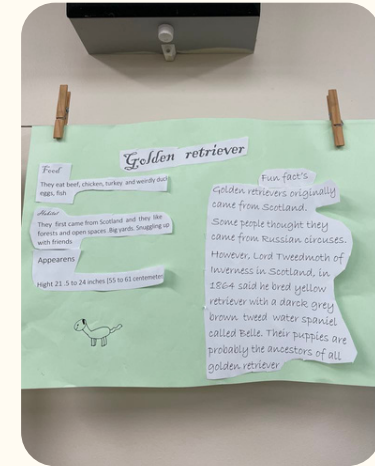 Golden retriever
Food
They eat beef, chicken, turkey and weirdly duck
eggs, fish
Habitat
They first came from Scotland and they like
forests and open spaces. Big yards. Snuggling up
with friends
Appearens
Hight 21.5 to 24 inches (55 to 61 centemeter
Fun fact's
Golden retrievers originally
came from Scotland.
Some people thought they
came from Russian circuses.
However, Lord Tweedmoth of
Inverness in Scotland, in
1864 said he bred yellow
retriever with a darck grey
brown tweed water spaniel
called Belle. Their puppies are
probably the ancestors of all
golden retriever